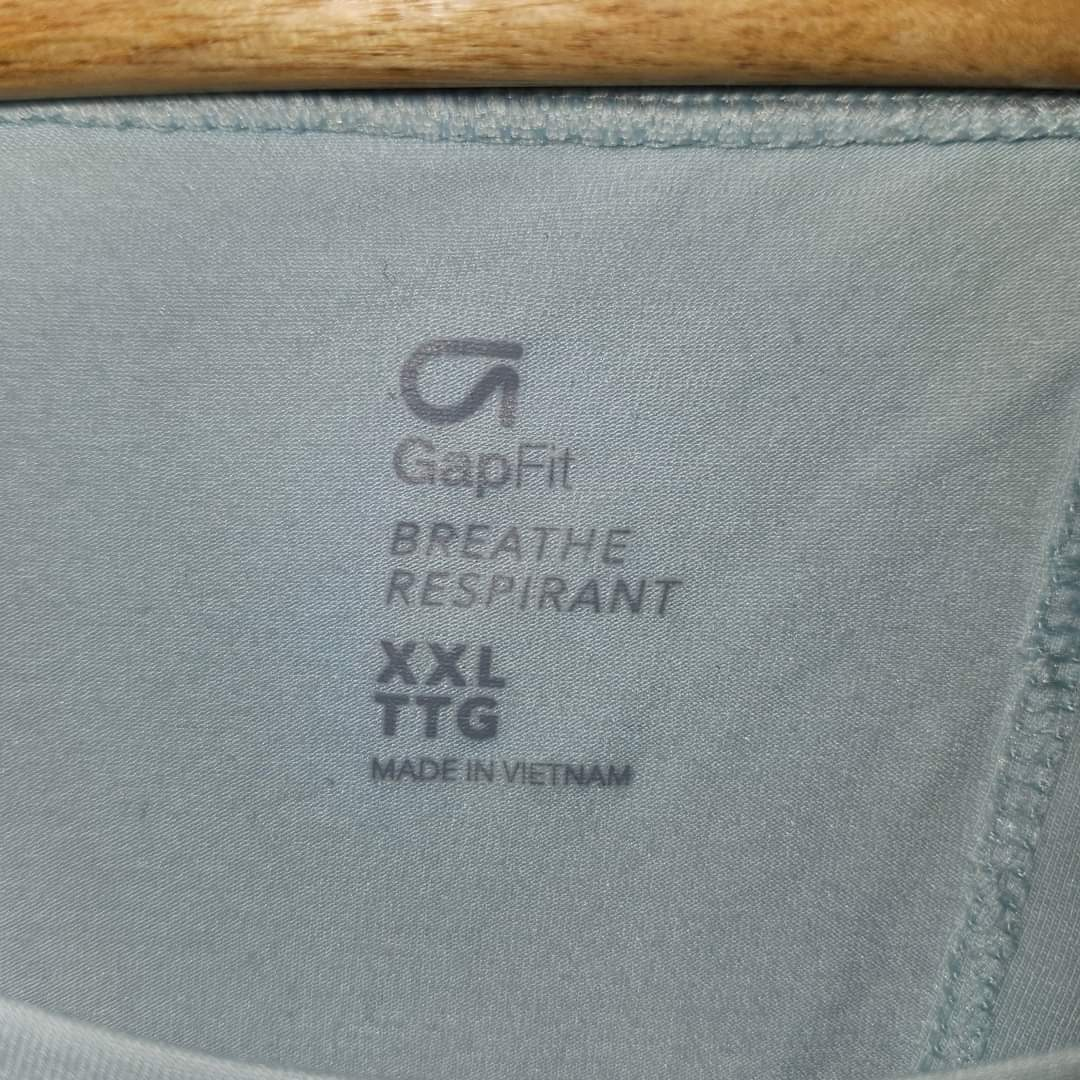 GapFit
BREATHE
RESPIRANT
XXL
TTG
MADE IN VIETNAM